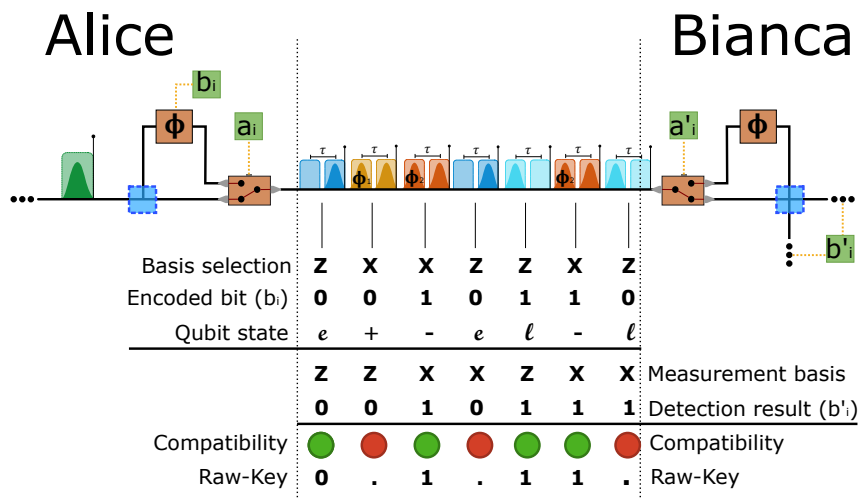 Alice
Bianca
bᵢ
ϕ
aᵢ
τ τ τ τ τ
ϕ₁ ϕ₂ ϕ₂
a'ᵢ
ϕ
b'ᵢ
Basis selection Z X X Z Z X Z
Encoded bit (bᵢ) 0 0 1 0 1 1 0
Qubit state e + - e ℓ - ℓ
Z Z X X Z X X Measurement basis
0 0 1 0 1 1 1 Detection result (b'ᵢ)
Compatibility Compatibility
Raw-Key 0 . 1 . 1 1 . Raw-Key